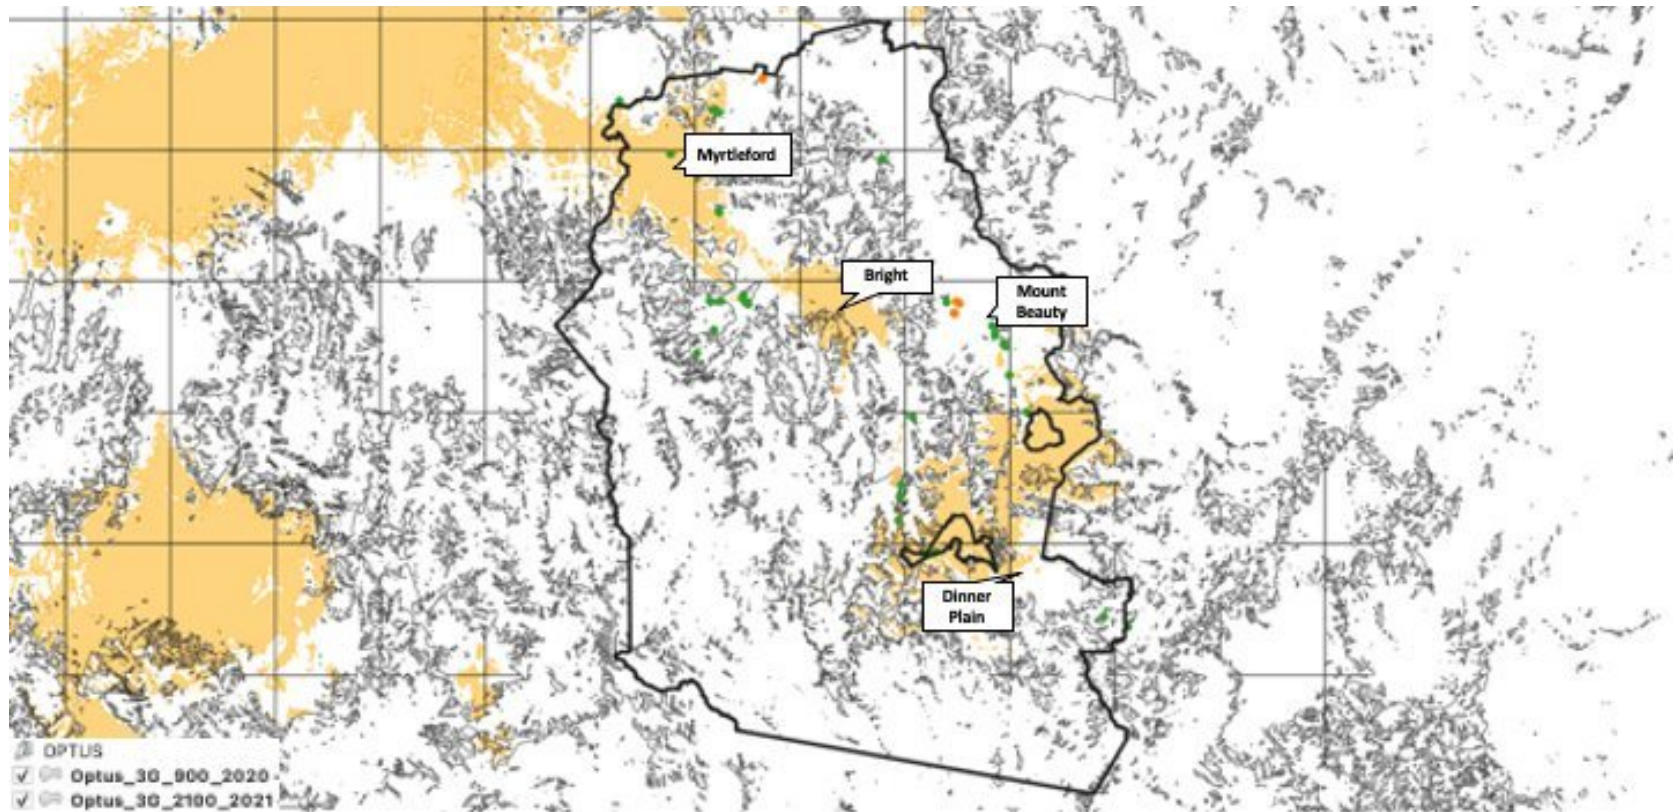 Myrtleford
Bright
Mount
Beauty
Dinner
Plain
OPTUS
Optus_3G_900_2020
Optus_3G_2100_2021